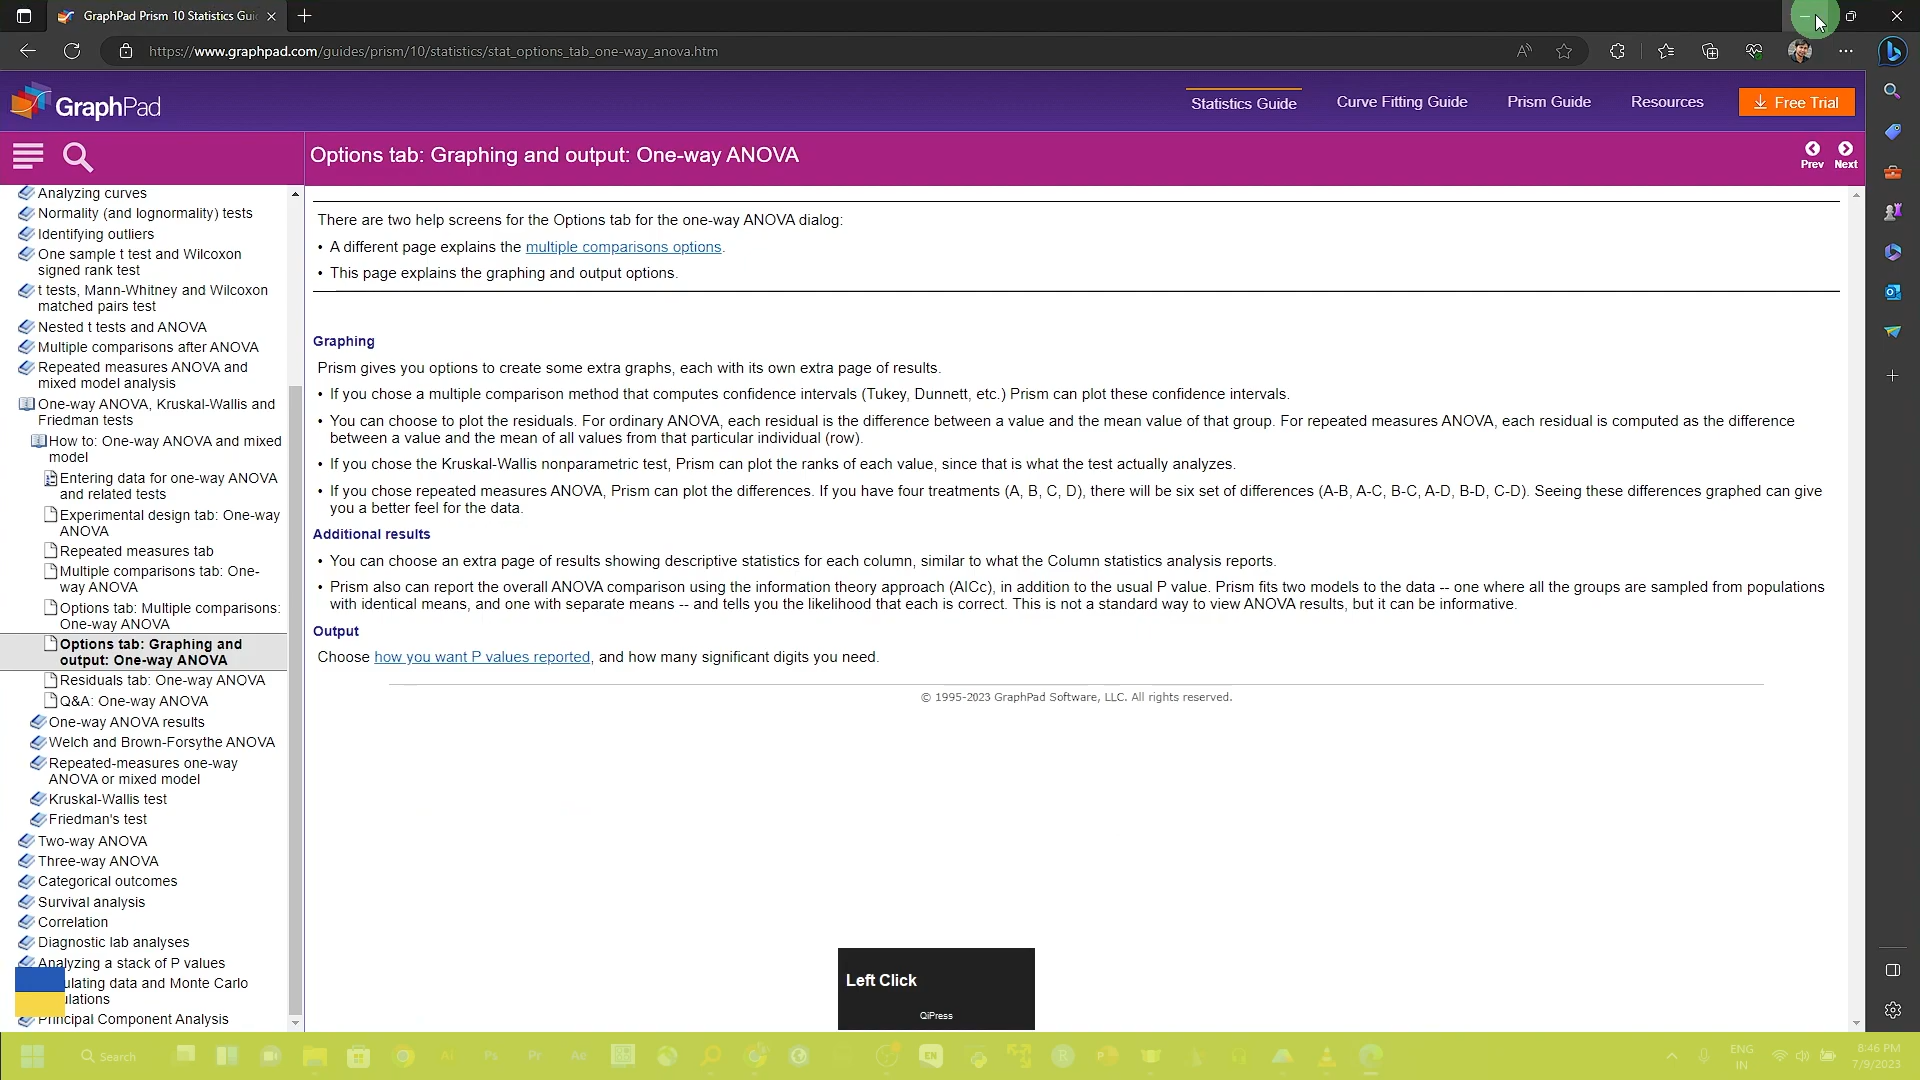 GraphPad Prism 10 Statistics Gui
https://www.graphpad.com/guides/prism/10/statistics/stat_options_tab_one-way_anova.htm
GraphPad
Statistics Guide
Curve Fitting Guide
Prism Guide
Resources
Free Trial
Options tab: Graphing and output: One-way ANOVA
Prev
Next
Analyzing curves
Normality (and lognormality) tests
Identifying outliers
One sample t test and Wilcoxon
signed rank test
t tests, Mann-Whitney and Wilcoxon
matched pairs test
Nested t tests and ANOVA
Multiple comparisons after ANOVA
Repeated measures ANOVA and
mixed model analysis
One-way ANOVA, Kruskal-Wallis and
Friedman tests
How to: One-way ANOVA and mixed
model
Entering data for one-way ANOVA
and related tests
Experimental design tab: One-way
ANOVA
Repeated measures tab
Multiple comparisons tab: One-
way ANOVA
Options tab: Multiple comparisons:
One-way ANOVA
Options tab: Graphing and
output: One-way ANOVA
Residuals tab: One-way ANOVA
Q&A: One-way ANOVA
One-way ANOVA results
Welch and Brown-Forsythe ANOVA
Repeated-measures one-way
ANOVA or mixed model
Kruskal-Wallis test
Friedman's test
Two-way ANOVA
Three-way ANOVA
Categorical outcomes
Survival analysis
Correlation
Diagnostic lab analyses
Analyzing a stack of P values
ulating data and Monte Carlo
ulations
Principal Component Analysis
There are two help screens for the Options tab for the one-way ANOVA dialog:
• A different page explains the multiple comparisons options.
• This page explains the graphing and output options.
Graphing
Prism gives you options to create some extra graphs, each with its own extra page of results.
• If you chose a multiple comparison method that computes confidence intervals (Tukey, Dunnett, etc.) Prism can plot these confidence intervals.
• You can choose to plot the residuals. For ordinary ANOVA, each residual is the difference between a value and the mean value of that group. For repeated measures ANOVA, each residual is computed as the difference
between a value and the mean of all values from that particular individual (row).
• If you chose the Kruskal-Wallis nonparametric test, Prism can plot the ranks of each value, since that is what the test actually analyzes.
• If you chose repeated measures ANOVA, Prism can plot the differences. If you have four treatments (A, B, C, D), there will be six set of differences (A-B, A-C, B-C, A-D, B-D, C-D). Seeing these differences graphed can give
you a better feel for the data.
Additional results
• You can choose an extra page of results showing descriptive statistics for each column, similar to what the Column statistics analysis reports.
• Prism also can report the overall ANOVA comparison using the information theory approach (AICc), in addition to the usual P value. Prism fits two models to the data -- one where all the groups are sampled from populations
with identical means, and one with separate means -- and tells you the likelihood that each is correct. This is not a standard way to view ANOVA results, but it can be informative.
Output
Choose how you want P values reported, and how many significant digits you need.
© 1995-2023 GraphPad Software, LLC. All rights reserved.
Left Click
QiPress
Search
Ai
Ps
Pr
Ae
EN
R
ENG
IN
8:46 PM
7/9/2023